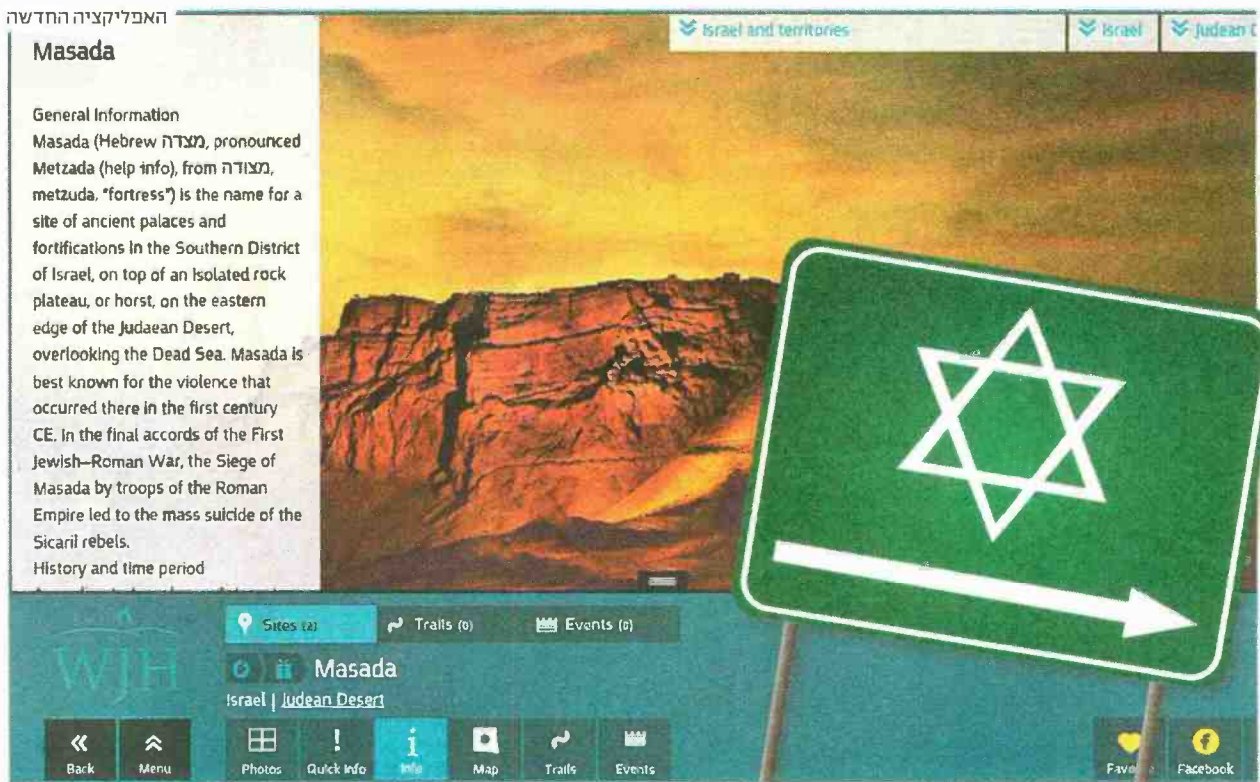 האפליקציה החדשה
Masada
General Information
Masada (Hebrew מצדה, pronounced
Metzada (help info), from מצודה,
metzuda, "fortress") is the name for a
site of ancient palaces and
fortifications in the Southern District
of Israel, on top of an isolated rock
plateau, or horst, on the eastern
edge of the Judaean Desert,
overlooking the Dead Sea. Masada is
best known for the violence that
occurred there in the first century
CE. In the final accords of the First
Jewish–Roman War, the Siege of
Masada by troops of the Roman
Empire led to the mass suicide of the
Sicarii rebels.
History and time period
Israel and territories
Israel
Judean D
WJH
Sites (2)
Trails (0)
Events (0)
Masada
Israel | Judean Desert
Back
Menu
Photos
Quick Info
Info
Map
Trails
Events
Favo
Facebook